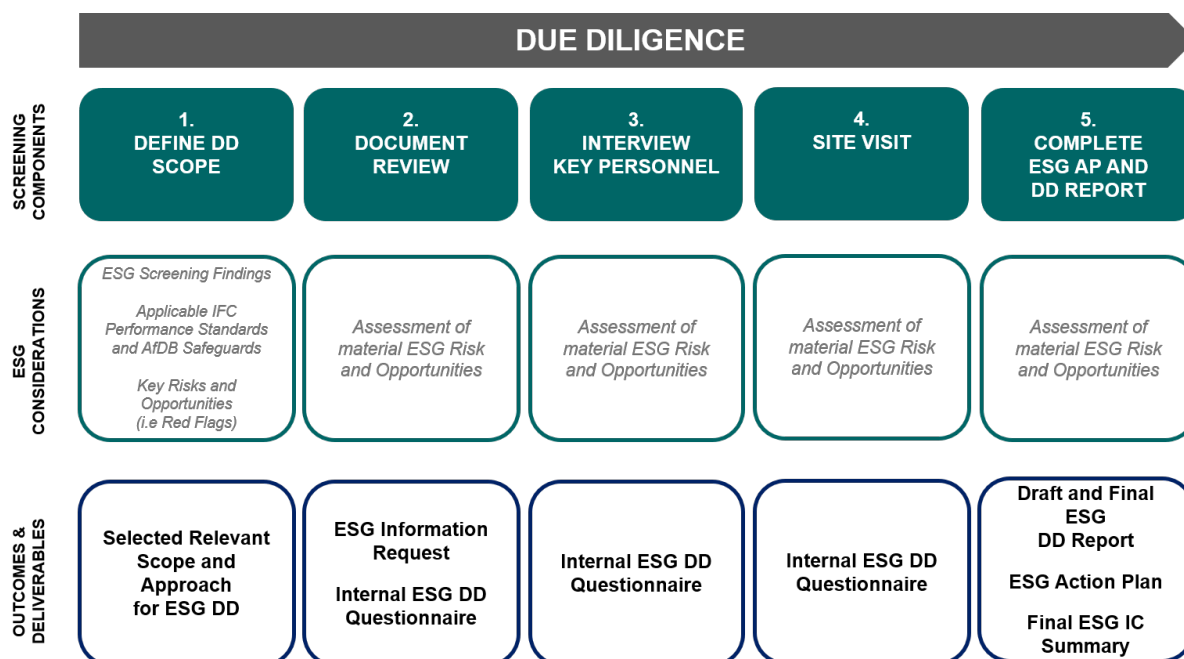 DUE DILIGENCE
SCREENING
COMPONENTS
1.
DEFINE DD
SCOPE
2.
DOCUMENT
REVIEW
3.
INTERVIEW
KEY PERSONNEL
4.
SITE VISIT
5.
COMPLETE
ESG AP AND
DD REPORT
ESG
CONSIDERATIONS
ESG Screening Findings
Applicable IFC
Performance Standards
and AfDB Safeguards
Key Risks and
Opportunities
(i.e Red Flags)
Assessment of
material ESG Risk
and Opportunities
Assessment of
material ESG Risk
and Opportunities
Assessment of
material ESG Risk
and Opportunities
Assessment of
material ESG Risk
and Opportunities
OUTCOMES &
DELIVERABLES
Selected Relevant
Scope and
Approach
for ESG DD
ESG Information
Request
Internal ESG DD
Questionnaire
Internal ESG DD
Questionnaire
Internal ESG DD
Questionnaire
Draft and Final
ESG
DD Report
ESG Action Plan
Final ESG IC
Summary